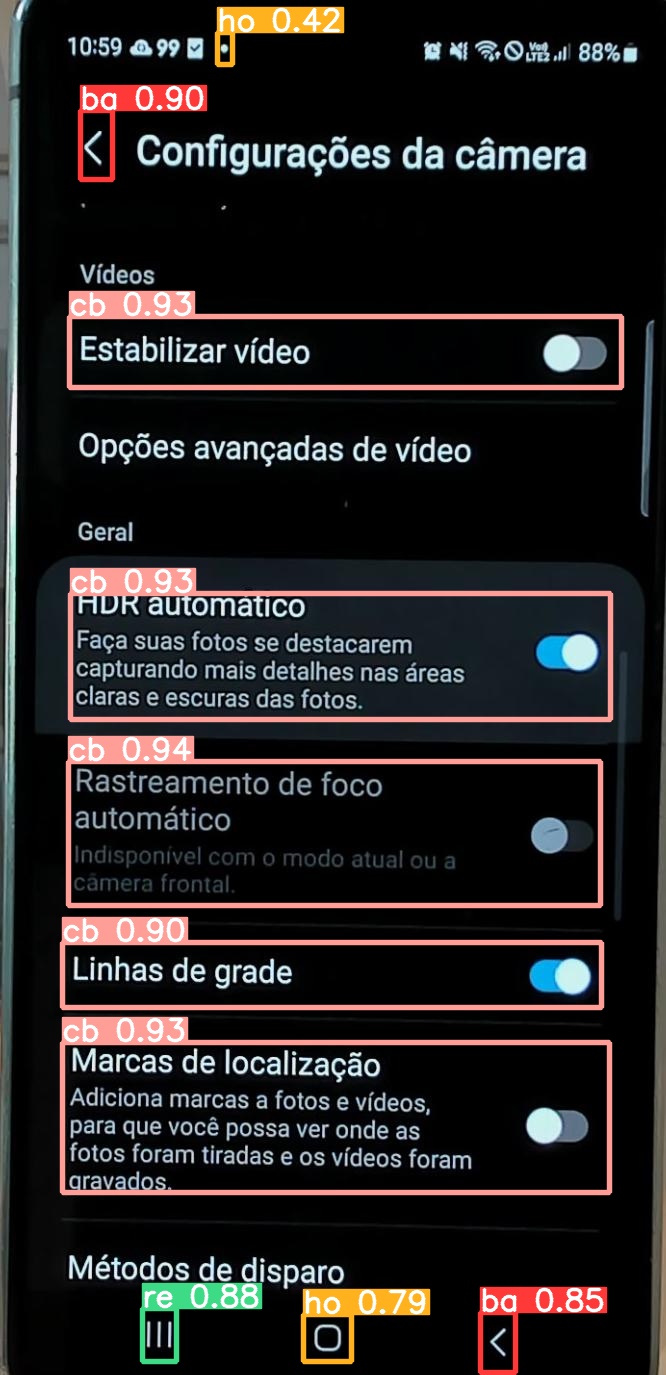 ho 0.42
10:59 99 88%
ba 0.90
Configurações da câmera
Vídeos
cb 0.93
Estabilizar vídeo
Opções avançadas de vídeo
Geral
cb 0.93
HDR automático
Faça suas fotos se destacarem
capturando mais detalhes nas áreas
claras e escuras das fotos.
cb 0.94
Rastreamento de foco
automático
Indisponível com o modo atual ou a
câmera frontal.
cb 0.90
Linhas de grade
cb 0.93
Marcas de localização
Adiciona marcas a fotos e vídeos,
para que você possa ver onde as
fotos foram tiradas e os vídeos foram
gravados.
Métodos de disparo
re 0.88 ho 0.79 ba 0.85